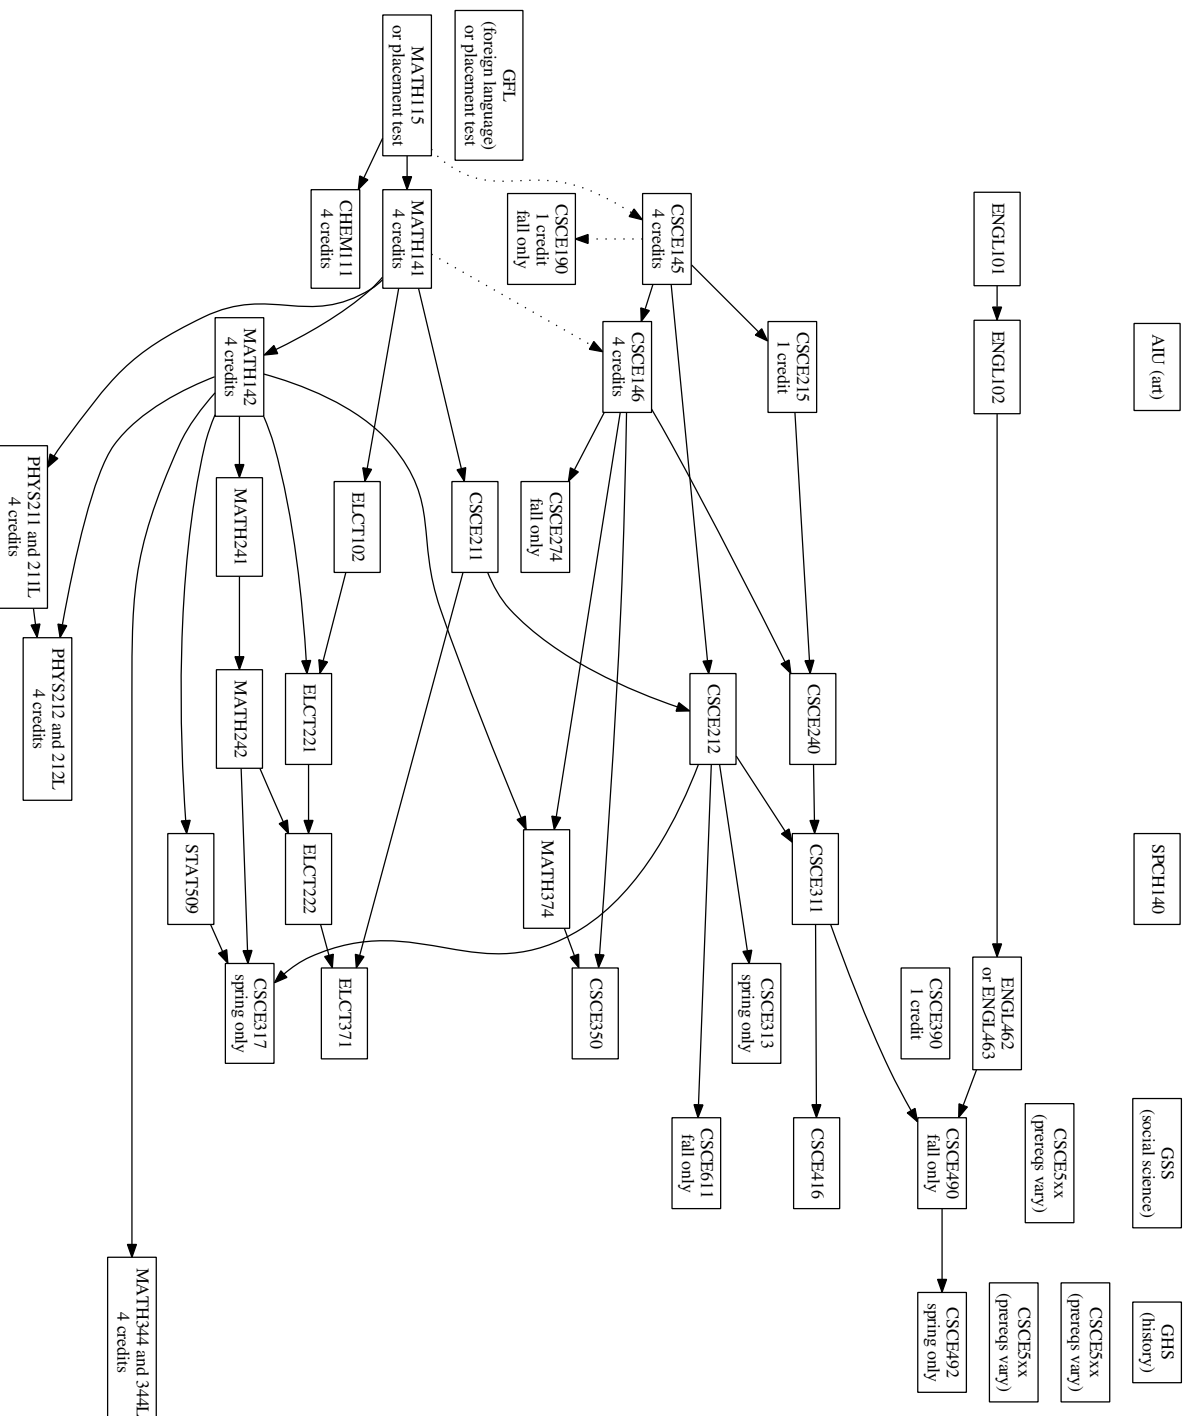 AIU (art)
SPCH140
GSS
(social science)
GHS
(history)
CSCE5xx
(prereqs vary)
CSCE5xx
(prereqs vary)
CSCE5xx
(prereqs vary)
ENGL101
ENGL102
ENGL462
or ENGL463
CSCE490
fall only
CSCE492
spring only
CSCE390
1 credit
CSCE215
1 credit
CSCE240
CSCE311
CSCE416
CSCE313
spring only
CSCE212
CSCE611
fall only
CSCE145
4 credits
CSCE146
4 credits
CSCE350
CSCE190
1 credit
fall only
CSCE274
fall only
MATH374
GFL
(foreign language)
or placement test
CSCE211
MATH115
or placement test
MATH141
4 credits
ELCT102
ELCT371
CHEM111
4 credits
ELCT221
ELCT222
MATH142
4 credits
MATH241
MATH242
CSCE317
spring only
STAT509
MATH344 and 344L
4 credits
PHYS212 and 212L
4 credits
PHYS211 and 211L
4 credits